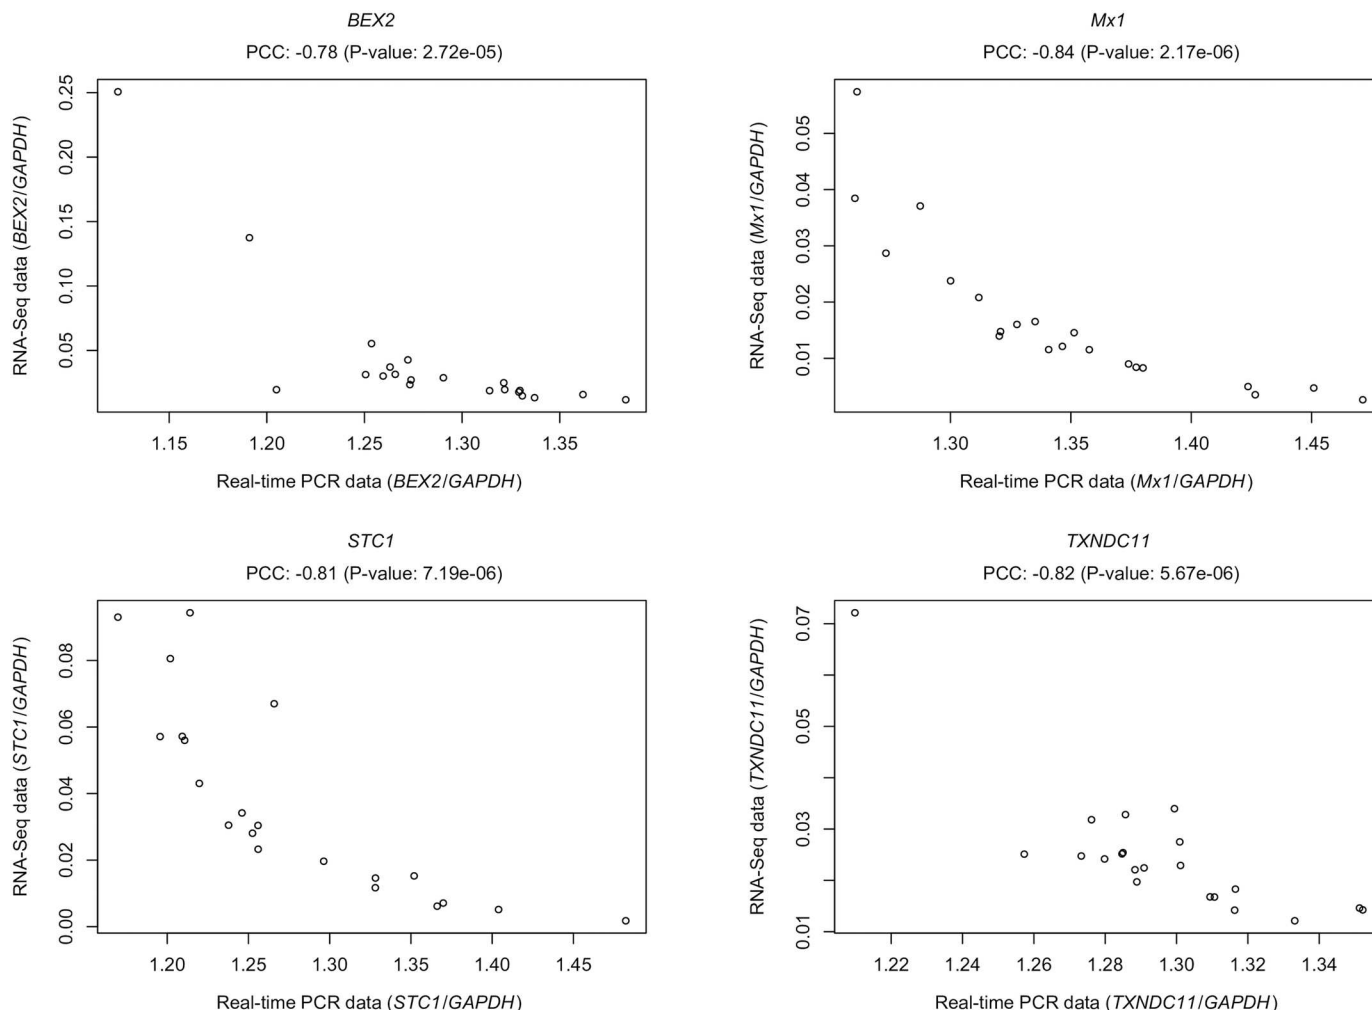 BEX2
PCC: -0.78 (P-value: 2.72e-05)
RNA-Seq data (BEX2/GAPDH)
0.25
0.20
0.15
0.10
0.05
1.15 1.20 1.25 1.30 1.35
Real-time PCR data (BEX2/GAPDH)
Mx1
PCC: -0.84 (P-value: 2.17e-06)
RNA-Seq data (Mx1/GAPDH)
0.05
0.04
0.03
0.02
0.01
1.30 1.35 1.40 1.45
Real-time PCR data (Mx1/GAPDH)
STC1
PCC: -0.81 (P-value: 7.19e-06)
RNA-Seq data (STC1/GAPDH)
0.08
0.06
0.04
0.02
0.00
1.20 1.25 1.30 1.35 1.40 1.45
Real-time PCR data (STC1/GAPDH)
TXNDC11
PCC: -0.82 (P-value: 5.67e-06)
RNA-Seq data (TXNDC11/GAPDH)
0.07
0.05
0.03
0.01
1.22 1.24 1.26 1.28 1.30 1.32 1.34
Real-time PCR data (TXNDC11/GAPDH)